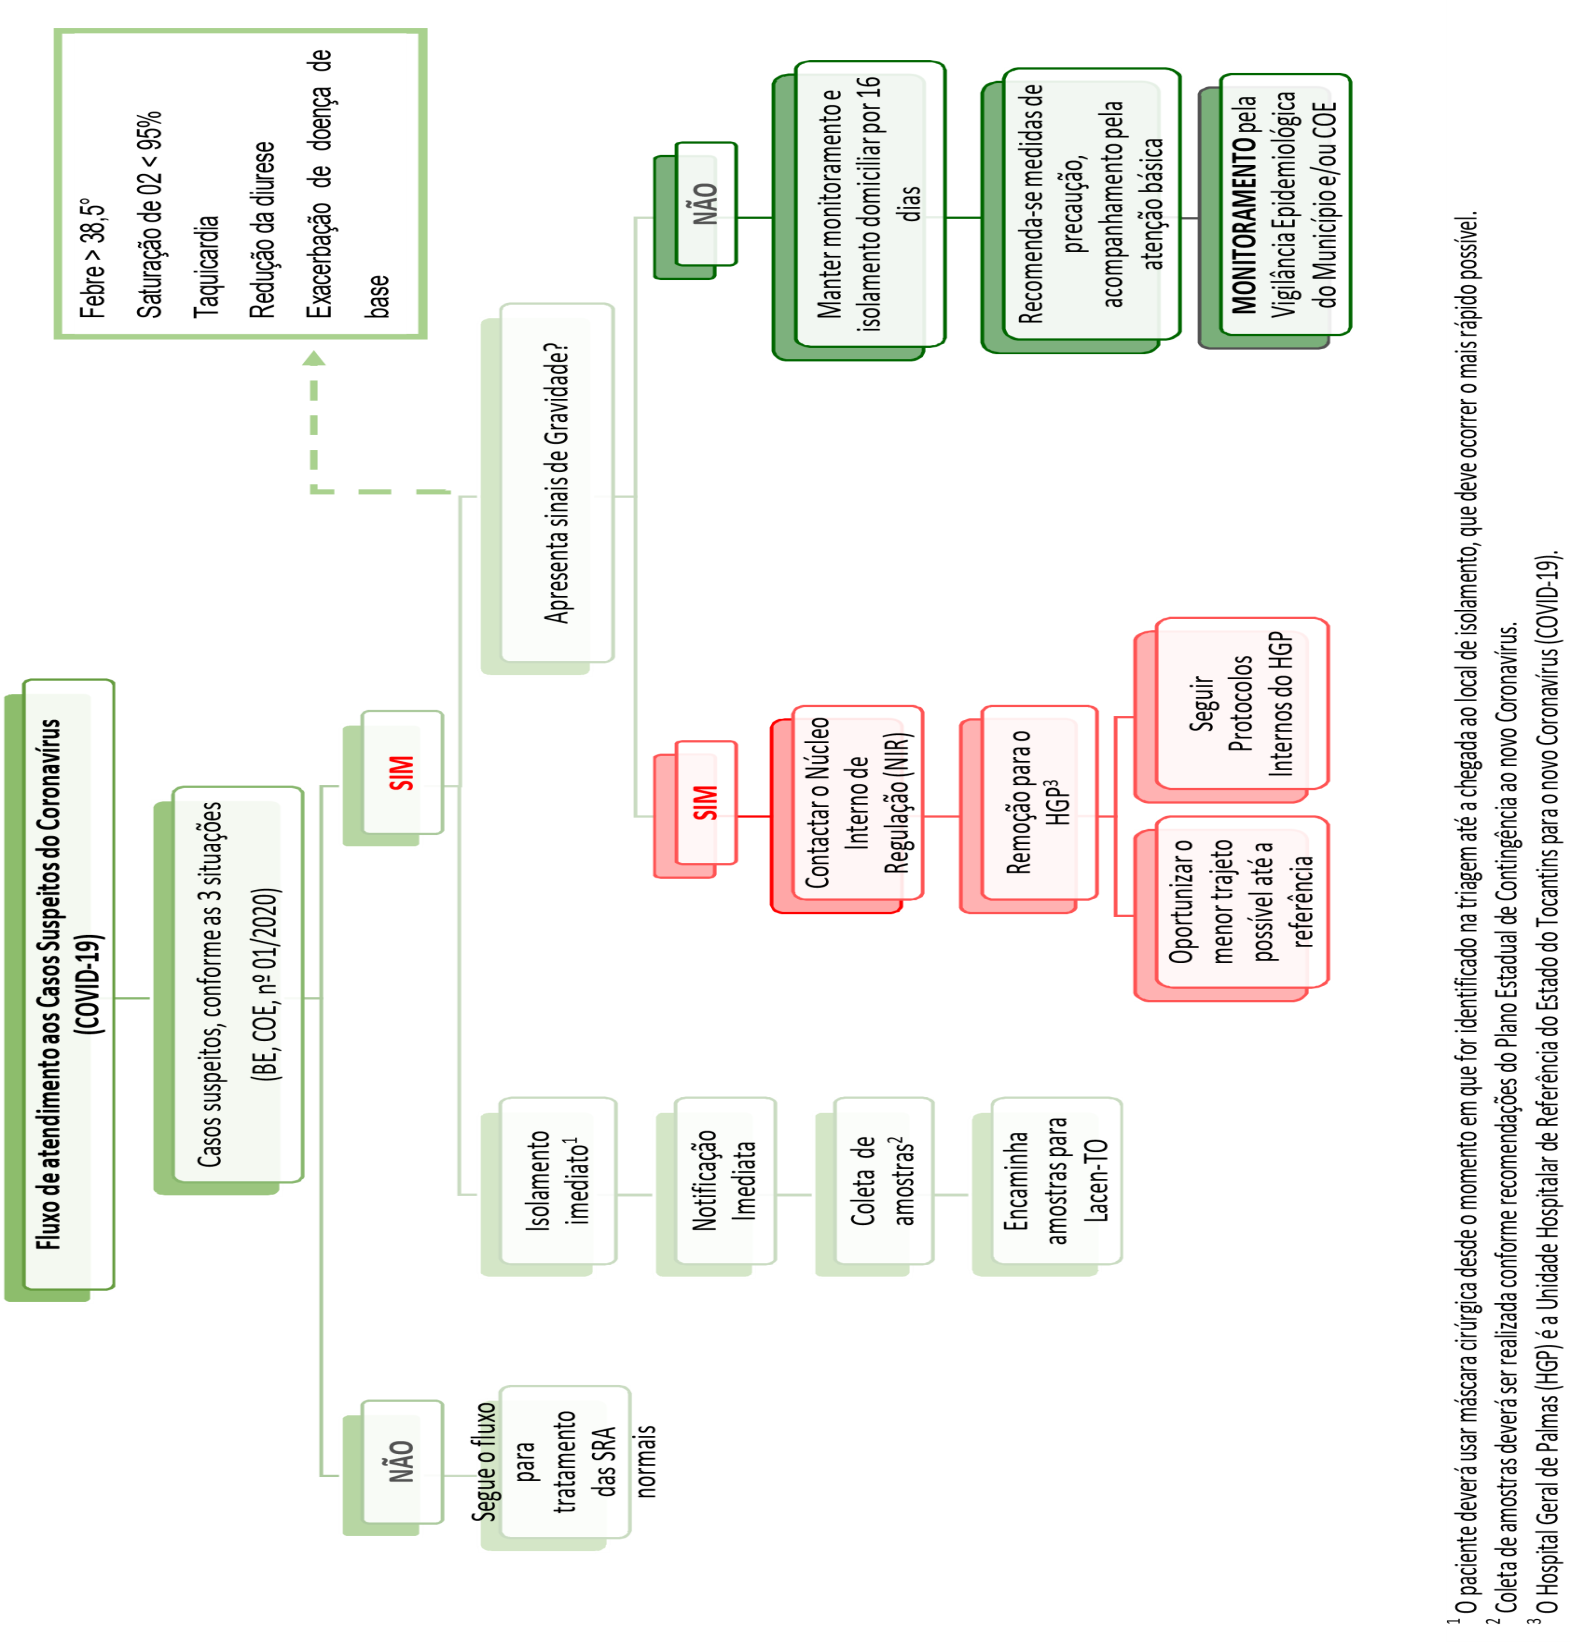 Fluxo de atendimento aos Casos Suspeitos do Coronavírus
(COVID-19)
Casos suspeitos, conforme as 3 situações
(BE, COE, nº 01/2020)
NÃO
Segue o fluxo
para
tratamento
das SRA
normais
SIM
Isolamento
imediato¹
Notificação
Imediata
Coleta de
amostras²
Encaminha
amostras para
Lacen-TO
Apresenta sinais de Gravidade?
Febre > 38,5°
Saturação de 02 < 95%
Taquicardia
Redução da diurese
Exacerbação de doença de
base
SIM
Contactar o Núcleo
Interno de
Regulação (NIR)
Remoção para o
HGP³
Oportunizar o
menor trajeto
possível até a
referência
Seguir
Protocolos
Internos do HGP
NÃO
Manter monitoramento e
isolamento domiciliar por 16
dias
Recomenda-se medidas de
precaução,
acompanhamento pela
atenção básica
MONITORAMENTO pela
Vigilância Epidemiológica
do Município e/ou COE
¹ O paciente deverá usar máscara cirúrgica desde o momento em que for identificado na triagem até a chegada ao local de isolamento, que deve ocorrer o mais rápido possível.
² Coleta de amostras deverá ser realizada conforme recomendações do Plano Estadual de Contingência ao novo Coronavírus.
³ O Hospital Geral de Palmas (HGP) é a Unidade Hospitalar de Referência do Estado do Tocantins para o novo Coronavírus (COVID-19).